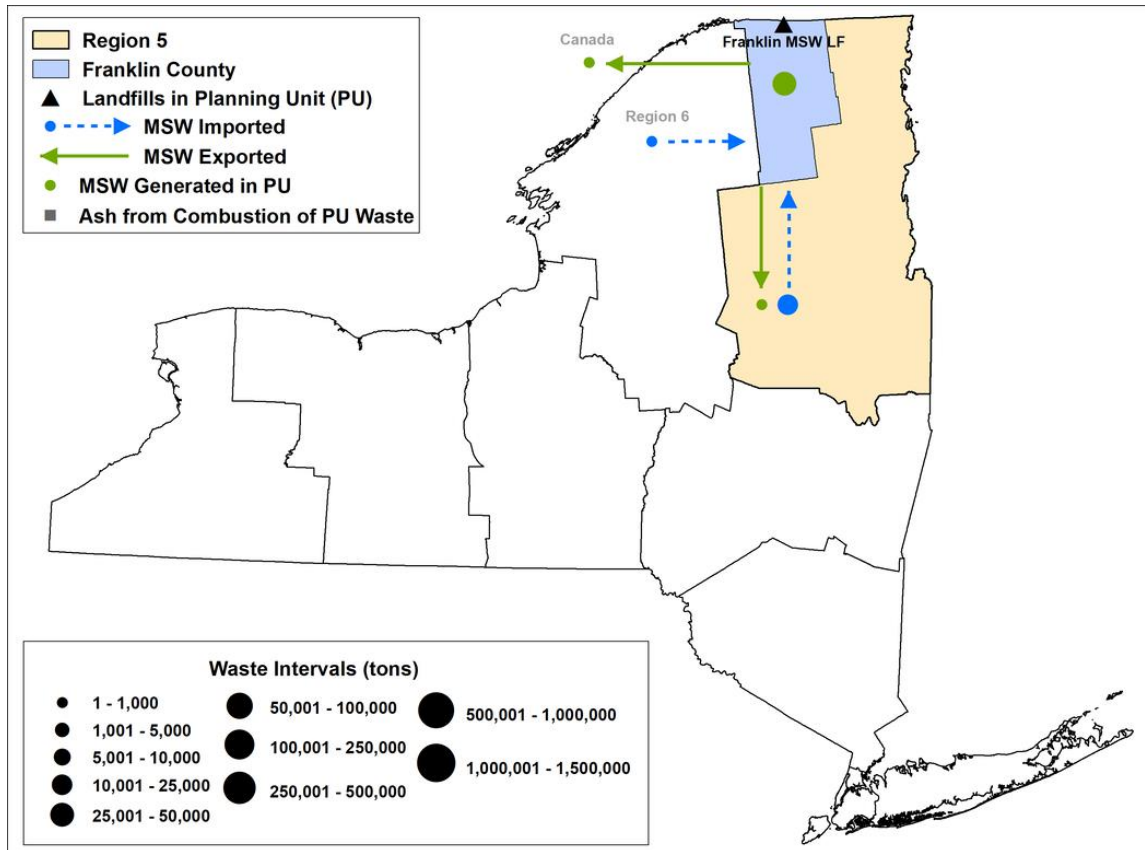 Region 5
Franklin County
Landfills in Planning Unit (PU)
MSW Imported
MSW Exported
MSW Generated in PU
Ash from Combustion of PU Waste
Canada
Franklin MSW LF
Region 6
Waste Intervals (tons)
1 - 1,000
1,001 - 5,000
5,001 - 10,000
10,001 - 25,000
25,001 - 50,000
50,001 - 100,000
100,001 - 250,000
250,001 - 500,000
500,001 - 1,000,000
1,000,001 - 1,500,000